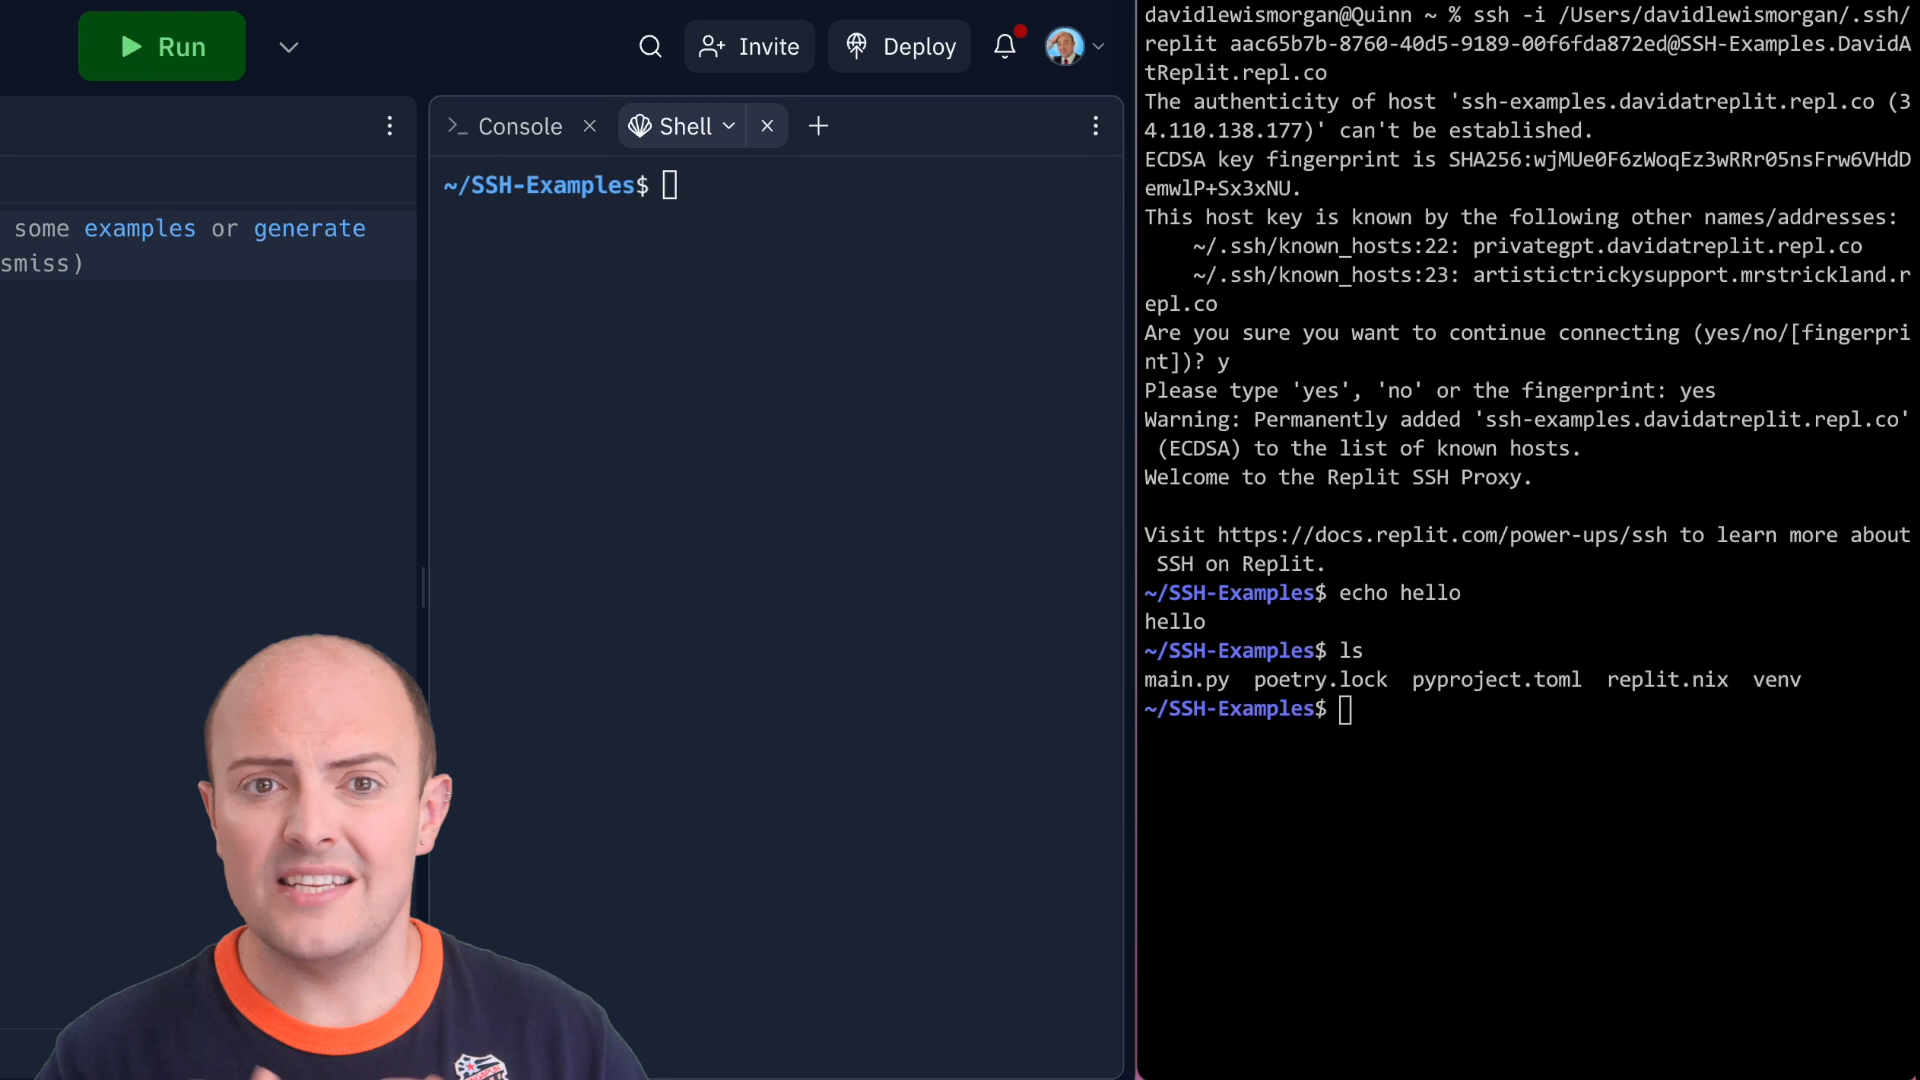 Run
Invite
Deploy
Console
Shell
~/SSH-Examples$
some examples or generate
smiss)
davidlewismorgan@Quinn ~ % ssh -i /Users/davidlewismorgan/.ssh/
replit aac65b7b-8760-40d5-9189-00f6fda872ed@SSH-Examples.DavidA
tReplit.repl.co
The authenticity of host 'ssh-examples.davidatreplit.repl.co (3
4.110.138.177)' can't be established.
ECDSA key fingerprint is SHA256:wjMUe0F6zWoqEz3wRRr05nsFrw6VHdD
emwlP+Sx3xNU.
This host key is known by the following other names/addresses:
~/.ssh/known_hosts:22: privategpt.davidatreplit.repl.co
~/.ssh/known_hosts:23: artistictrickysupport.mrstrickland.r
epl.co
Are you sure you want to continue connecting (yes/no/[fingerpri
nt])? y
Please type 'yes', 'no' or the fingerprint: yes
Warning: Permanently added 'ssh-examples.davidatreplit.repl.co'
(ECDSA) to the list of known hosts.
Welcome to the Replit SSH Proxy.
Visit https://docs.replit.com/power-ups/ssh to learn more about
SSH on Replit.
~/SSH-Examples$ echo hello
hello
~/SSH-Examples$ ls
main.py poetry.lock pyproject.toml replit.nix venv
~/SSH-Examples$